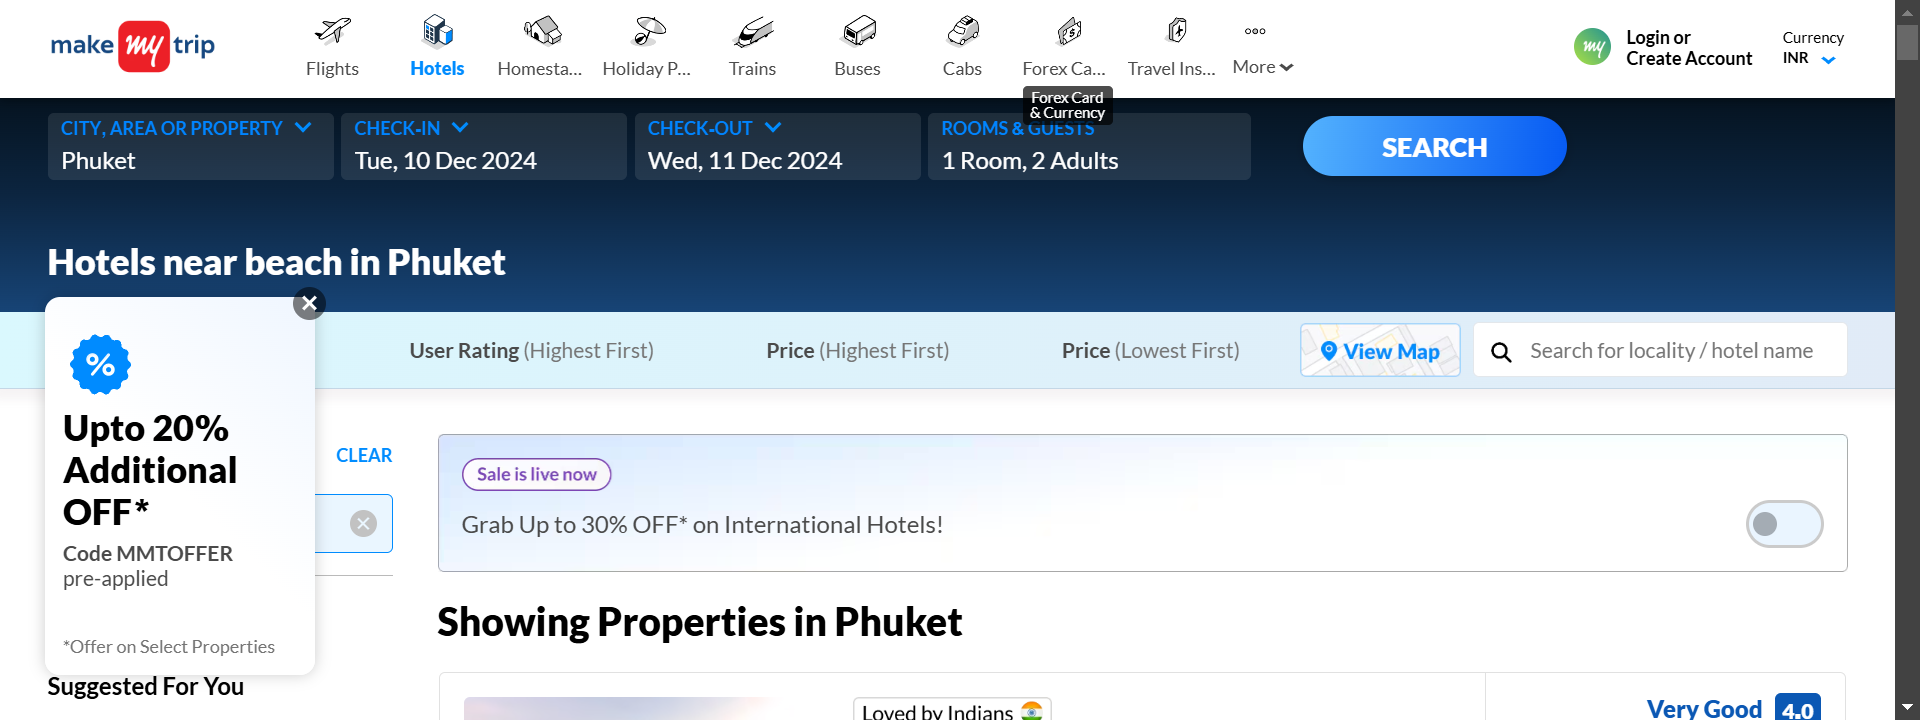 make my trip
Flights
Hotels
Homesta...
Holiday P...
Trains
Buses
Cabs
Forex Ca...
Travel Ins...
More
my
Login or
Create Account
Currency
INR
Forex Card
& Currency
CITY, AREA OR PROPERTY
Phuket
CHECK-IN
Tue, 10 Dec 2024
CHECK-OUT
Wed, 11 Dec 2024
ROOMS & GUESTS
1 Room, 2 Adults
SEARCH
Hotels near beach in Phuket
User Rating (Highest First)
Price (Highest First)
Price (Lowest First)
View Map
Search for locality / hotel name
%
Upto 20%
Additional
OFF*
Code MMTOFFER
pre-applied
*Offer on Select Properties
CLEAR
Suggested For You
Sale is live now
Grab Up to 30% OFF* on International Hotels!
Showing Properties in Phuket
Loved by Indians
Very Good 4.0